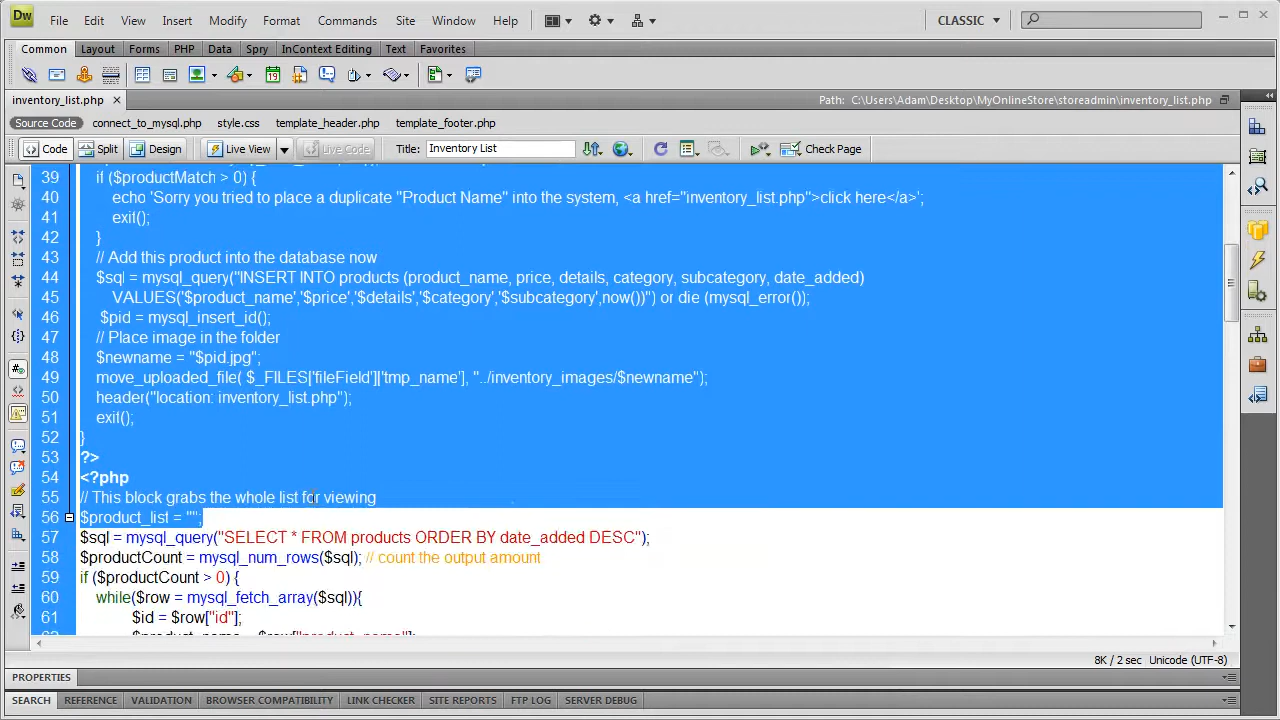 Dw File Edit View Insert Modify Format Commands Site Window Help CLASSIC
Common Layout Forms PHP Data Spry InContext Editing Text Favorites
inventory_list.php Path: C:\Users\Adam\Desktop\MyOnlineStore\storeadmin\inventory_list.php
Source Code connect_to_mysql.php style.css template_header.php template_footer.php
Code Split Design Live View Live Code Title: Inventory List Check Page
39 if ($productMatch > 0) {
40 echo 'Sorry you tried to place a duplicate "Product Name" into the system, <a href="inventory_list.php">click here</a>';
41 exit();
42 }
43 // Add this product into the database now
44 $sql = mysql_query("INSERT INTO products (product_name, price, details, category, subcategory, date_added)
45 VALUES('$product_name','$price','$details','$category','$subcategory',now())") or die (mysql_error());
46 $pid = mysql_insert_id();
47 // Place image in the folder
48 $newname = "$pid.jpg";
49 move_uploaded_file( $_FILES['fileField']['tmp_name'], "../inventory_images/$newname");
50 header("location: inventory_list.php");
51 exit();
52 }
53 ?>
54 <?php
55 // This block grabs the whole list for viewing
56 $product_list = "";
57 $sql = mysql_query("SELECT * FROM products ORDER BY date_added DESC");
58 $productCount = mysql_num_rows($sql); // count the output amount
59 if ($productCount > 0) {
60 while($row = mysql_fetch_array($sql)){
61 $id = $row["id"];
8K / 2 sec Unicode (UTF-8)
PROPERTIES
SEARCH REFERENCE VALIDATION BROWSER COMPATIBILITY LINK CHECKER SITE REPORTS FTP LOG SERVER DEBUG